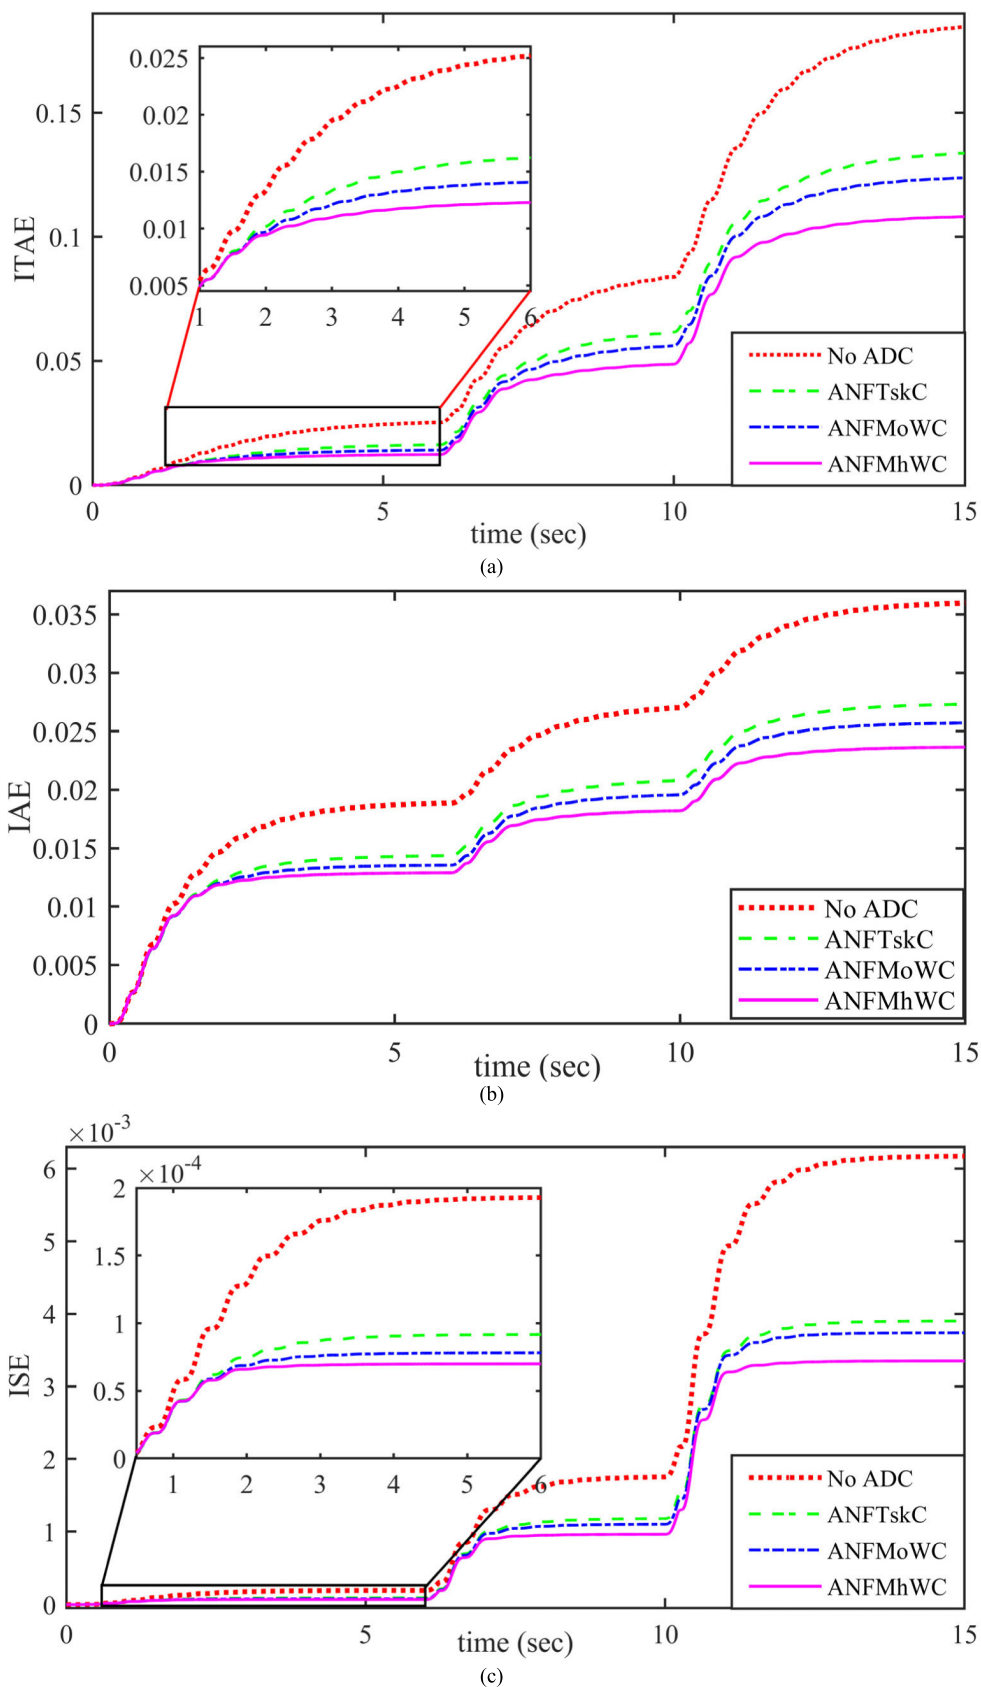 ITAE
0.15
0.1
0.05
0
0.025
0.02
0.015
0.01
0.005
1 2 3 4 5 6
No ADC
ANFTskC
ANFMoWC
ANFMhWC
0 5 10 15
time (sec)
(a)
IAE
0.035
0.03
0.025
0.02
0.015
0.01
0.005
0
No ADC
ANFTskC
ANFMoWC
ANFMhWC
0 5 10 15
time (sec)
(b)
×10-3
ISE
6
5
4
3
2
1
0
×10-4
2
1.5
1
0.5
0
1 2 3 4 5 6
No ADC
ANFTskC
ANFMoWC
ANFMhWC
0 5 10 15
time (sec)
(c)